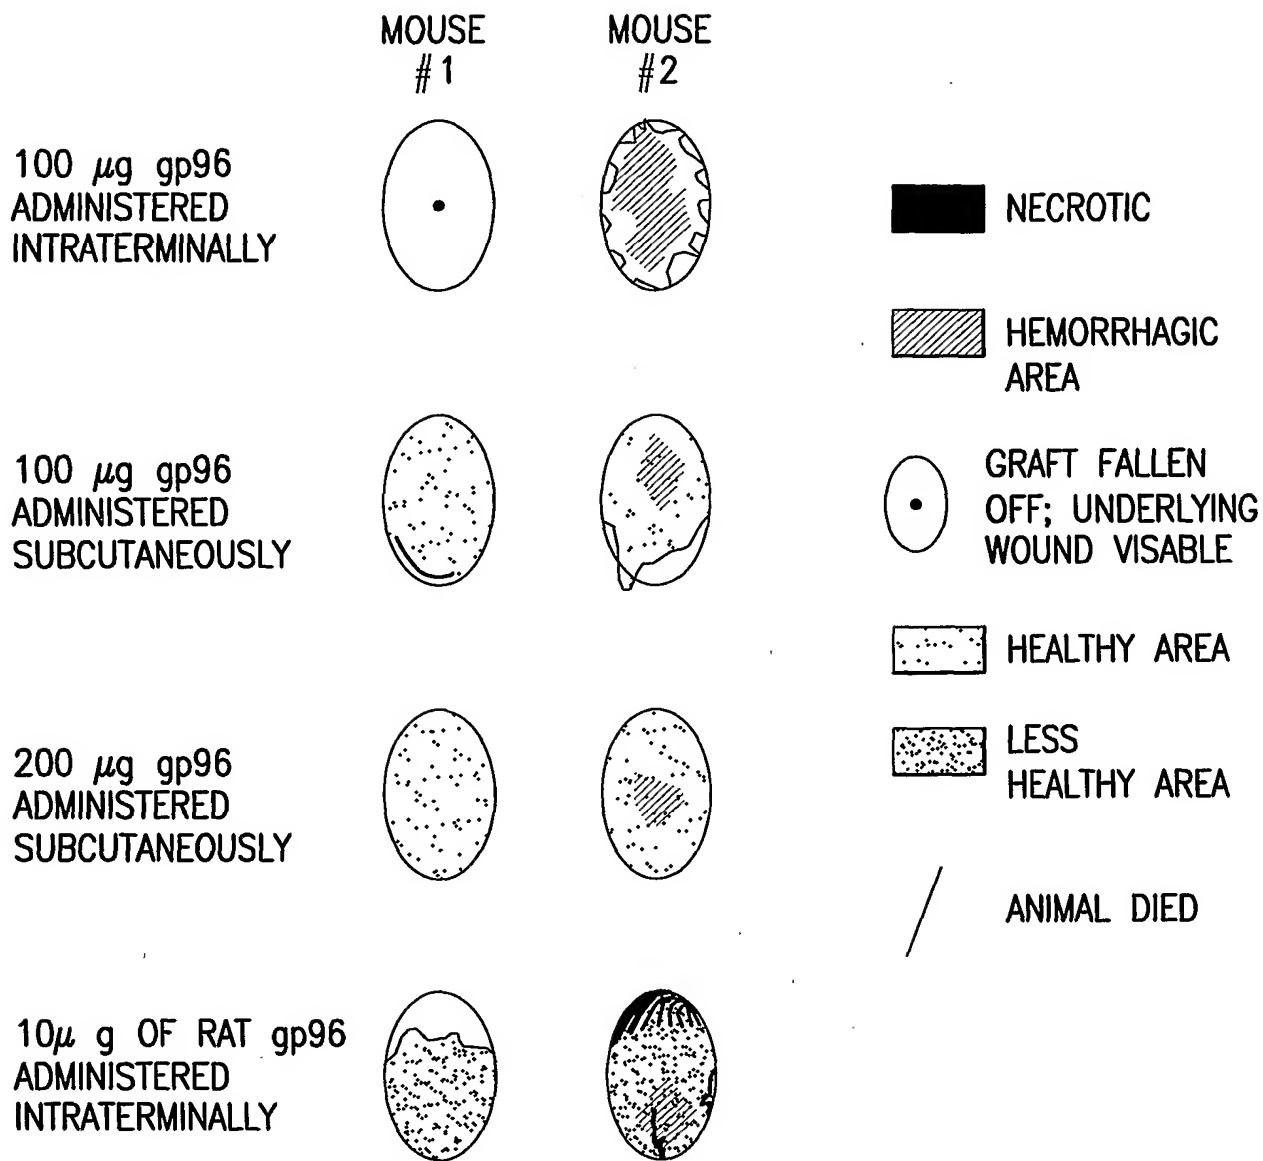 MOUSE
#1
MOUSE
#2
100 μg gp96
ADMINISTERED
INTRATERMINALLY
100 μg gp96
ADMINISTERED
SUBCUTANEOUSLY
200 μg gp96
ADMINISTERED
SUBCUTANEOUSLY
10μ g OF RAT gp96
ADMINISTERED
INTRATERMINALLY
NECROTIC
HEMORRHAGIC
AREA
GRAFT FALLEN
OFF; UNDERLYING
WOUND VISABLE
HEALTHY AREA
LESS
HEALTHY AREA
ANIMAL DIED